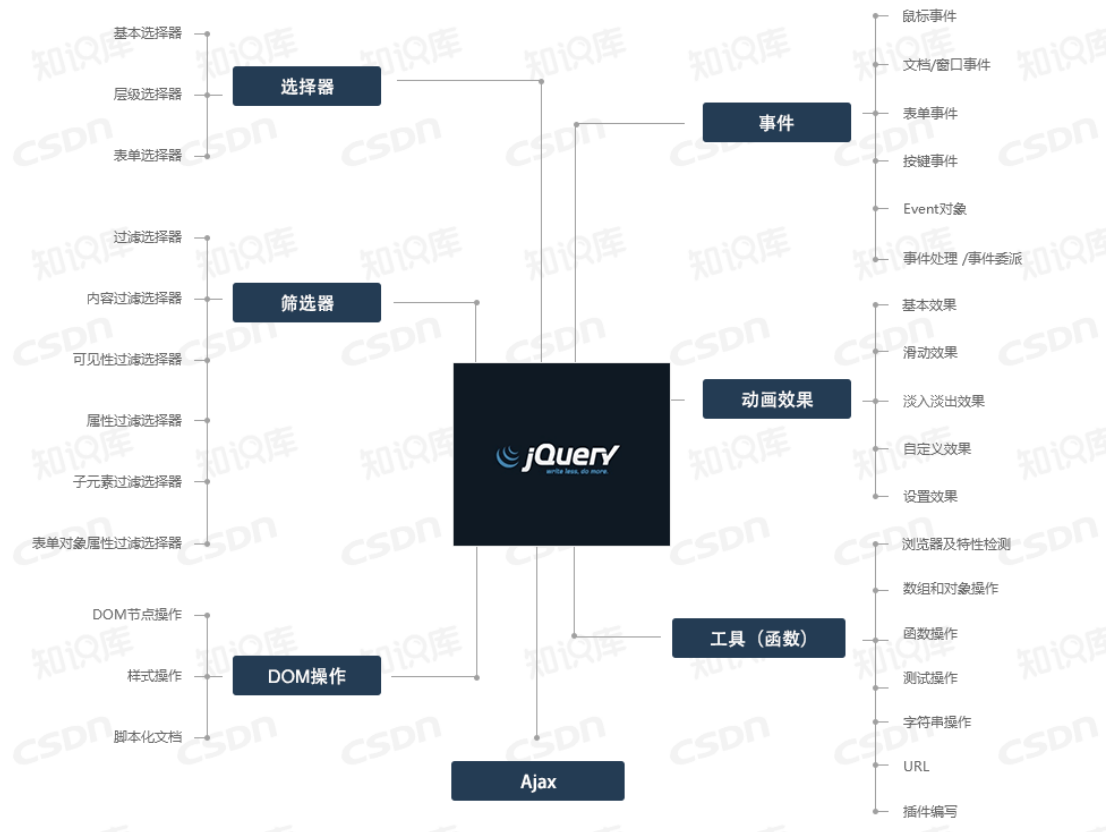 基本选择器
层级选择器
表单选择器
选择器
过滤选择器
内容过滤选择器
可见性过滤选择器
属性过滤选择器
子元素过滤选择器
表单对象属性过滤选择器
筛选器
DOM节点操作
样式操作
脚本化文档
DOM操作
jQuery
write less, do more.
Ajax
事件
鼠标事件
文档/窗口事件
表单事件
按键事件
Event对象
事件处理 /事件委派
动画效果
基本效果
滑动效果
淡入淡出效果
自定义效果
设置效果
工具（函数）
浏览器及特性检测
数组和对象操作
函数操作
测试操作
字符串操作
URL
插件编写
知识库
CSDN